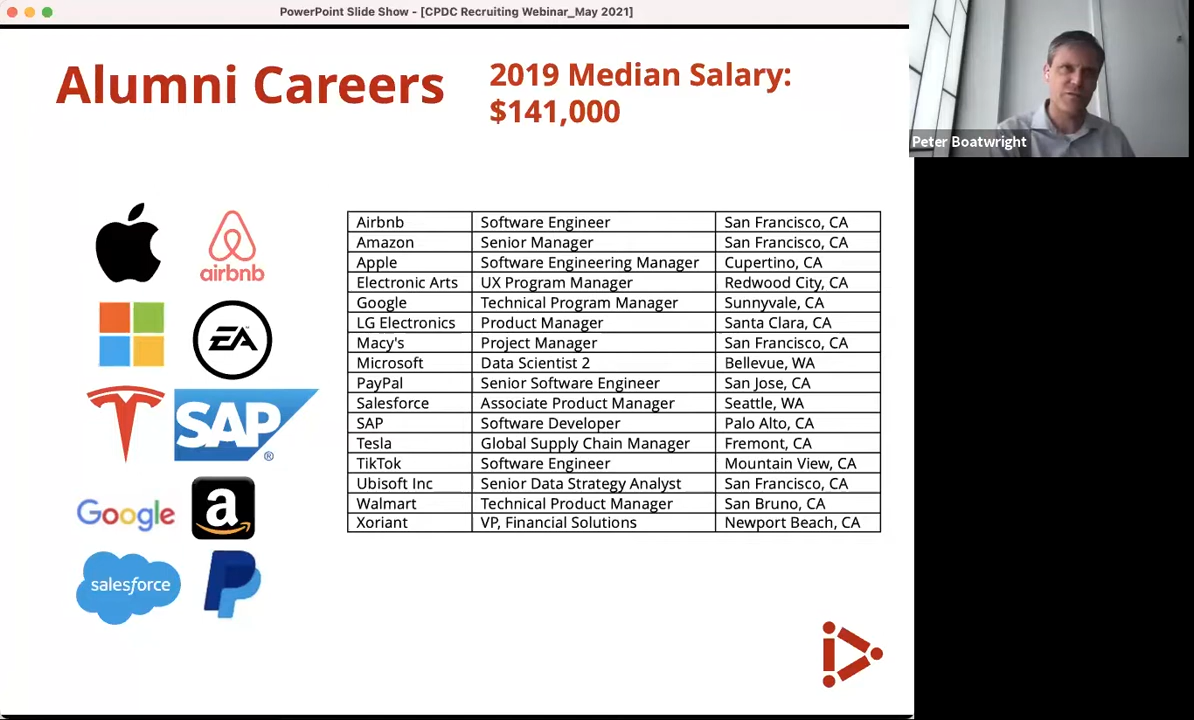 PowerPoint Slide Show - [CPDC Recruiting Webinar_May 2021]
Alumni Careers
2019 Median Salary:
$141,000
Peter Boatwright
airbnb
EA
SAP
®
Google
a
salesforce
Airbnb Software Engineer San Francisco, CA
Amazon Senior Manager San Francisco, CA
Apple Software Engineering Manager Cupertino, CA
Electronic Arts UX Program Manager Redwood City, CA
Google Technical Program Manager Sunnyvale, CA
LG Electronics Product Manager Santa Clara, CA
Macy's Project Manager San Francisco, CA
Microsoft Data Scientist 2 Bellevue, WA
PayPal Senior Software Engineer San Jose, CA
Salesforce Associate Product Manager Seattle, WA
SAP Software Developer Palo Alto, CA
Tesla Global Supply Chain Manager Fremont, CA
TikTok Software Engineer Mountain View, CA
Ubisoft Inc Senior Data Strategy Analyst San Francisco, CA
Walmart Technical Product Manager San Bruno, CA
Xoriant VP, Financial Solutions Newport Beach, CA